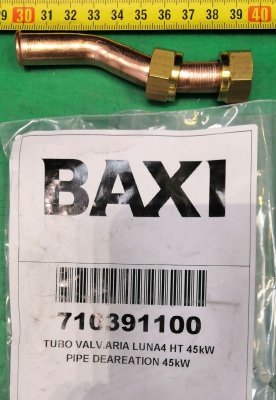 29 30 31 32 33 34 35 36 37 38 39 40
BAXI
710391100
TUBO VALV.ARIA LUNA4 HT 45kW
PIPE DEAREATION 45kW